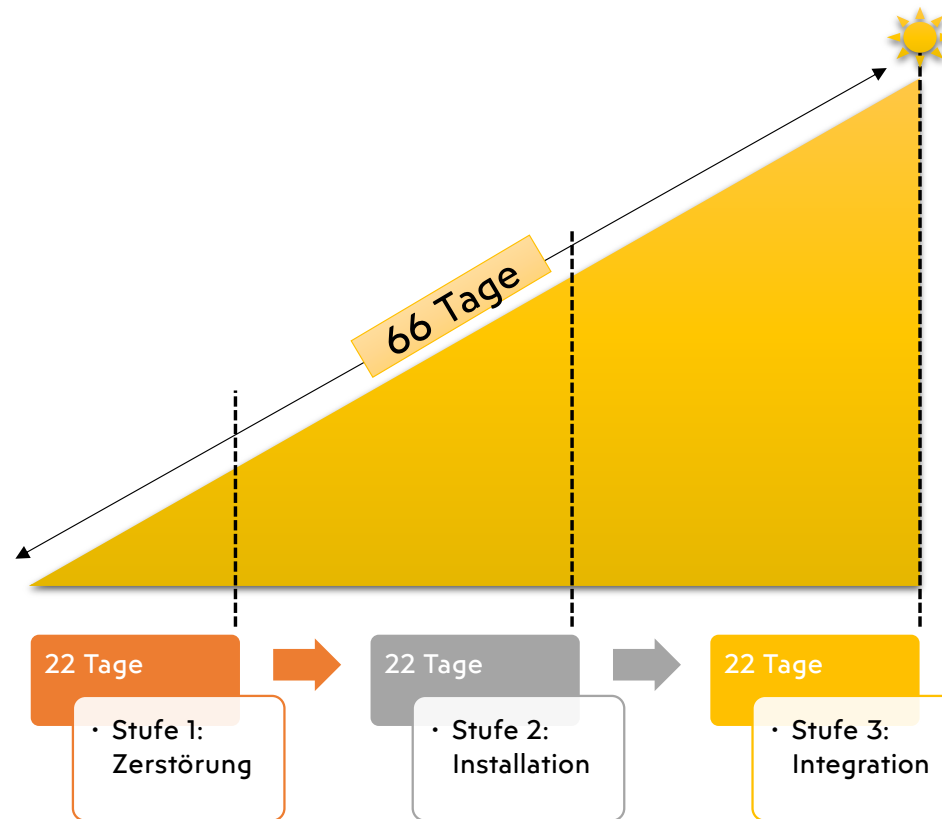 66 Tage
22 Tage
· Stufe 1:
Zerstörung
22 Tage
· Stufe 2:
Installation
22 Tage
· Stufe 3:
Integration